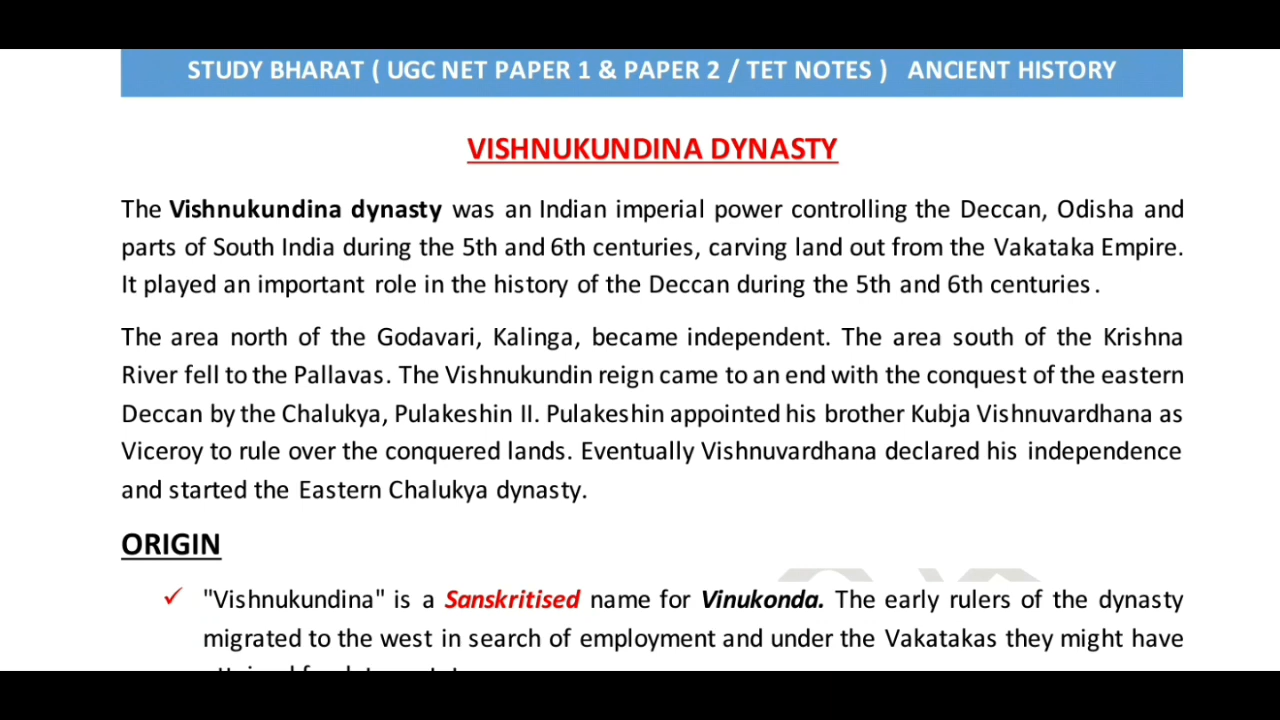 STUDY BHARAT ( UGC NET PAPER 1 & PAPER 2 / TET NOTES ) ANCIENT HISTORY
VISHNUKUNDINA DYNASTY
The Vishnukundina dynasty was an Indian imperial power controlling the Deccan, Odisha and
parts of South India during the 5th and 6th centuries, carving land out from the Vakataka Empire.
It played an important role in the history of the Deccan during the 5th and 6th centuries.
The area north of the Godavari, Kalinga, became independent. The area south of the Krishna
River fell to the Pallavas. The Vishnukundin reign came to an end with the conquest of the eastern
Deccan by the Chalukya, Pulakeshin II. Pulakeshin appointed his brother Kubja Vishnuvardhana as
Viceroy to rule over the conquered lands. Eventually Vishnuvardhana declared his independence
and started the Eastern Chalukya dynasty.
ORIGIN
✓ "Vishnukundina" is a Sanskritised name for Vinukonda. The early rulers of the dynasty
migrated to the west in search of employment and under the Vakatakas they might have